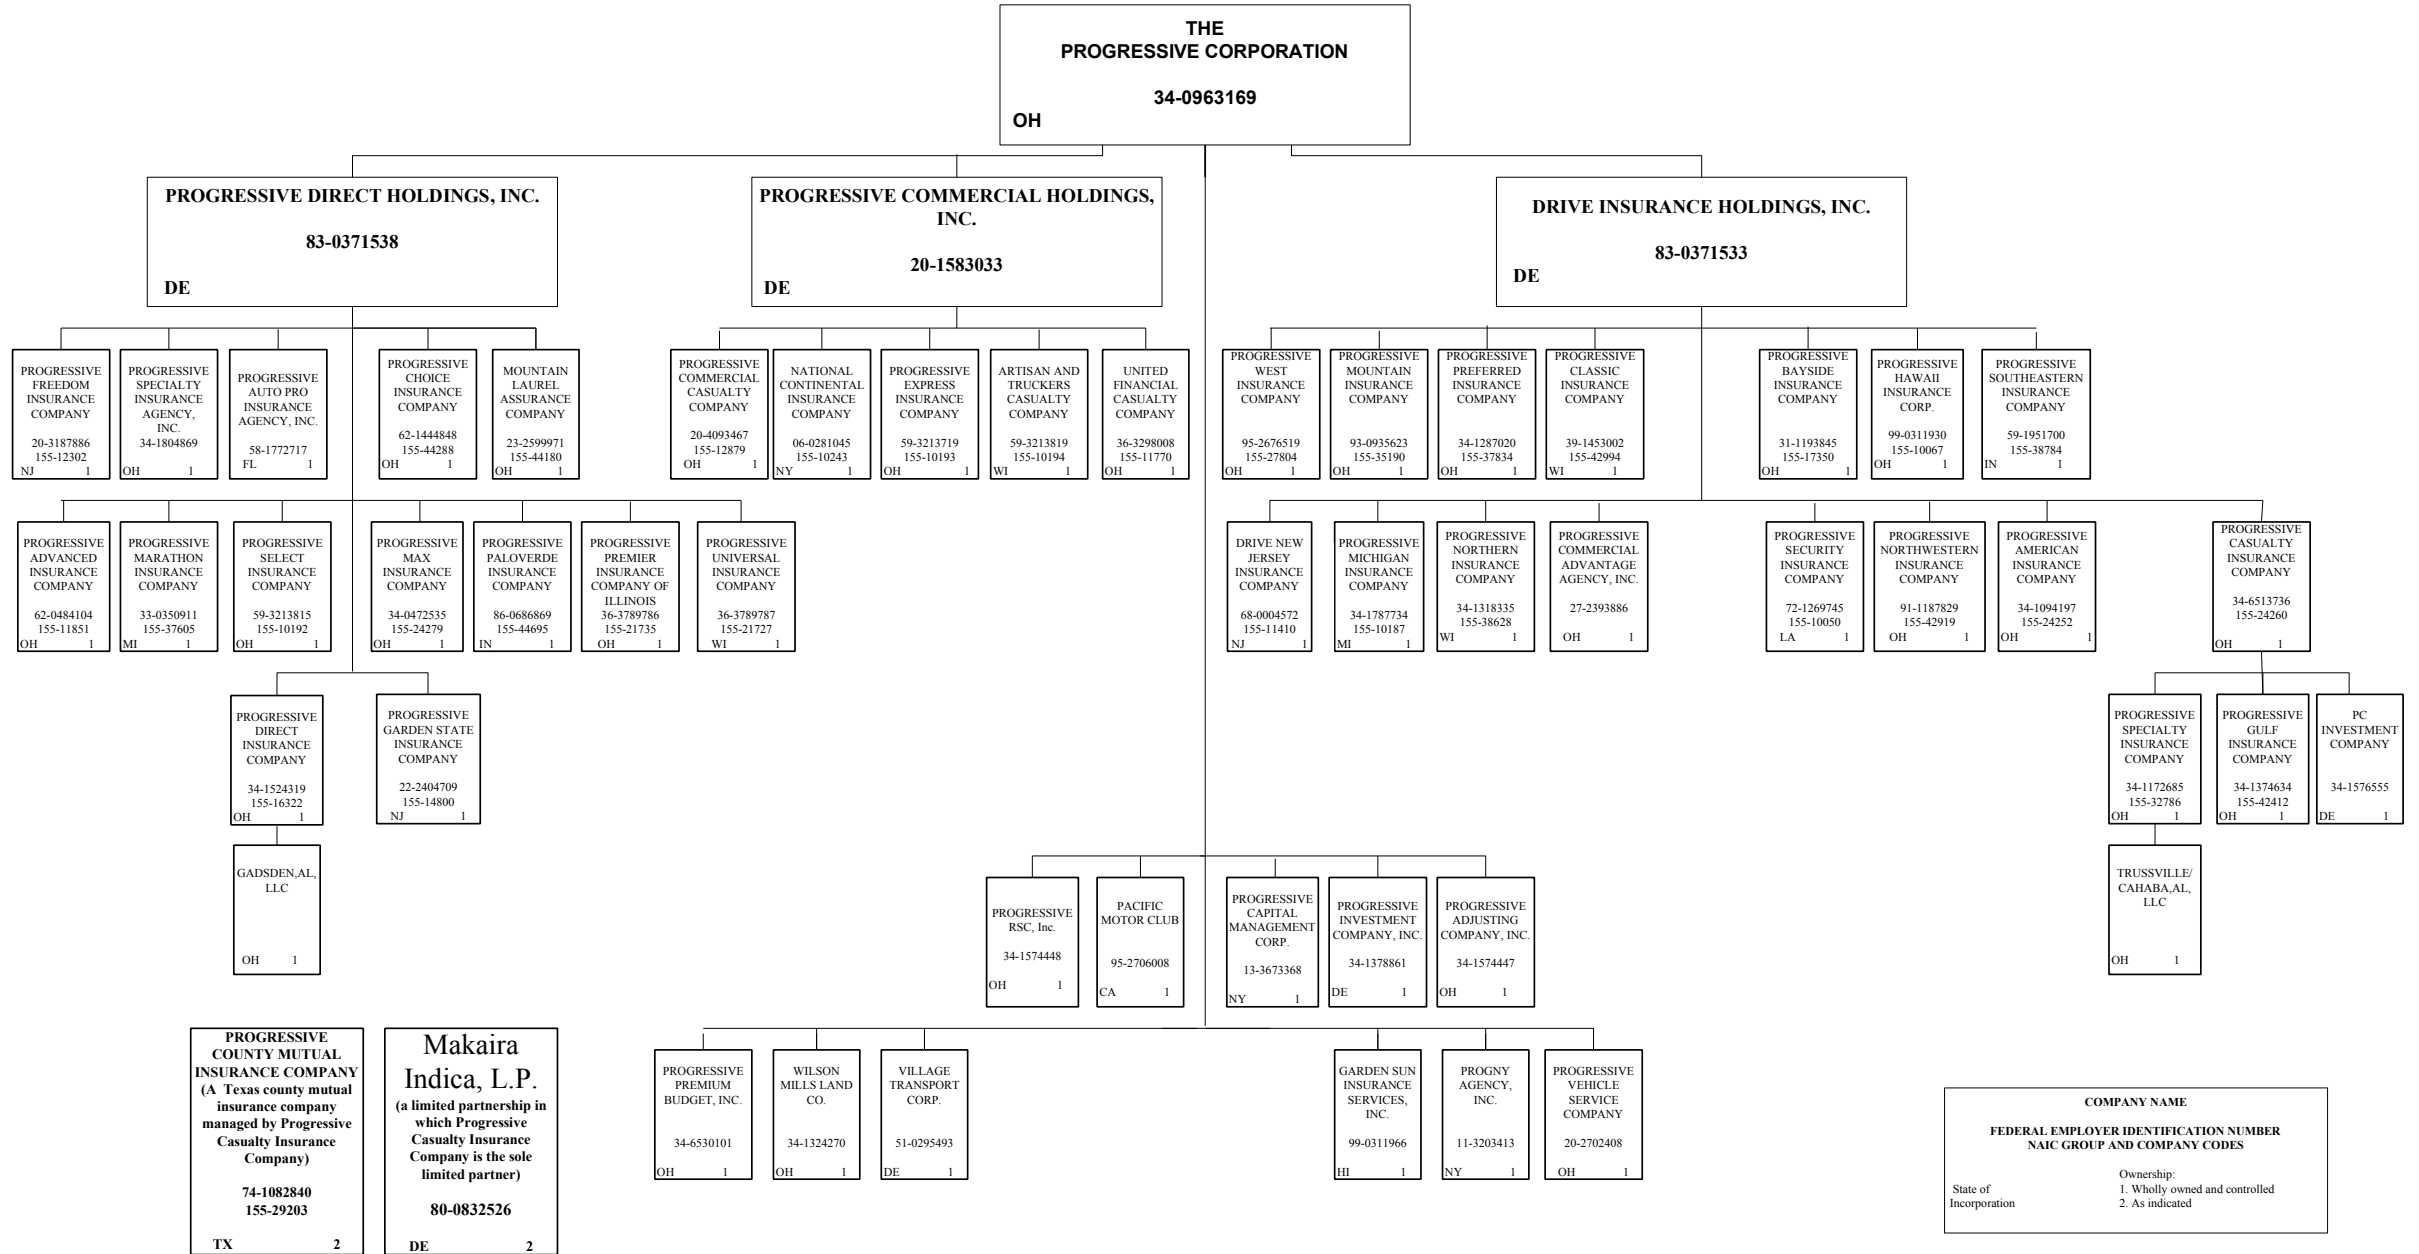 THE
PROGRESSIVE CORPORATION
34-0963169
OH
PROGRESSIVE DIRECT HOLDINGS, INC.
83-0371538
DE
PROGRESSIVE COMMERCIAL HOLDINGS,
INC.
20-1583033
DE
DRIVE INSURANCE HOLDINGS, INC.
83-0371533
DE
PROGRESSIVE
FREEDOM
INSURANCE
COMPANY
20-3187886
155-12302
NJ 1
PROGRESSIVE
SPECIALTY
INSURANCE
AGENCY,
INC.
34-1804869
OH 1
PROGRESSIVE
AUTO PRO
INSURANCE
AGENCY, INC.
58-1772717
FL 1
PROGRESSIVE
CHOICE
INSURANCE
COMPANY
62-1444848
155-44288
OH 1
MOUNTAIN
LAUREL
ASSURANCE
COMPANY
23-2599971
155-44180
OH 1
PROGRESSIVE
COMMERCIAL
CASUALTY
COMPANY
20-4093467
155-12879
OH 1
NATIONAL
CONTINENTAL
INSURANCE
COMPANY
06-0281045
155-10243
NY 1
PROGRESSIVE
EXPRESS
INSURANCE
COMPANY
59-3213719
155-10193
OH 1
ARTISAN AND
TRUCKERS
CASUALTY
COMPANY
59-3213819
155-10194
WI 1
UNITED
FINANCIAL
CASUALTY
COMPANY
36-3298008
155-11770
OH 1
PROGRESSIVE
WEST
INSURANCE
COMPANY
95-2676519
155-27804
OH 1
PROGRESSIVE
MOUNTAIN
INSURANCE
COMPANY
93-0935623
155-35190
OH 1
PROGRESSIVE
PREFERRED
INSURANCE
COMPANY
34-1287020
155-37834
OH 1
PROGRESSIVE
CLASSIC
INSURANCE
COMPANY
39-1453002
155-42994
WI 1
PROGRESSIVE
BAYSIDE
INSURANCE
COMPANY
31-1193845
155-17350
OH 1
PROGRESSIVE
HAWAII
INSURANCE
CORP.
99-0311930
155-10067
OH 1
PROGRESSIVE
SOUTHEASTERN
INSURANCE
COMPANY
59-1951700
155-38784
IN 1
PROGRESSIVE
ADVANCED
INSURANCE
COMPANY
62-0484104
155-11851
OH 1
PROGRESSIVE
MARATHON
INSURANCE
COMPANY
33-0350911
155-37605
MI 1
PROGRESSIVE
SELECT
INSURANCE
COMPANY
59-3213815
155-10192
OH 1
PROGRESSIVE
MAX
INSURANCE
COMPANY
34-0472535
155-24279
OH 1
PROGRESSIVE
PALOVERDE
INSURANCE
COMPANY
86-0686869
155-44695
IN 1
PROGRESSIVE
PREMIER
INSURANCE
COMPANY OF
ILLINOIS
36-3789786
155-21735
OH 1
PROGRESSIVE
UNIVERSAL
INSURANCE
COMPANY
36-3789787
155-21727
WI 1
DRIVE NEW
JERSEY
INSURANCE
COMPANY
68-0004572
155-11410
NJ 1
PROGRESSIVE
MICHIGAN
INSURANCE
COMPANY
34-1787734
155-10187
MI 1
PROGRESSIVE
NORTHERN
INSURANCE
COMPANY
34-1318335
155-38628
WI 1
PROGRESSIVE
COMMERCIAL
ADVANTAGE
AGENCY, INC.
27-2393886
OH 1
PROGRESSIVE
SECURITY
INSURANCE
COMPANY
72-1269745
155-10050
LA 1
PROGRESSIVE
NORTHWESTERN
INSURANCE
COMPANY
91-1187829
155-42919
OH 1
PROGRESSIVE
AMERICAN
INSURANCE
COMPANY
34-1094197
155-24252
OH 1
PROGRESSIVE
CASUALTY
INSURANCE
COMPANY
34-6513736
155-24260
OH 1
PROGRESSIVE
DIRECT
INSURANCE
COMPANY
34-1524319
155-16322
OH 1
PROGRESSIVE
GARDEN STATE
INSURANCE
COMPANY
22-2404709
155-14800
NJ 1
PROGRESSIVE
SPECIALTY
INSURANCE
COMPANY
34-1172685
155-32786
OH 1
PROGRESSIVE
GULF
INSURANCE
COMPANY
34-1374634
155-42412
OH 1
PC
INVESTMENT
COMPANY
34-1576555
DE 1
GADSDEN,AL,
LLC
OH 1
TRUSSVILLE/
CAHABA,AL,
LLC
OH 1
PROGRESSIVE
RSC, Inc.
34-1574448
OH 1
PACIFIC
MOTOR CLUB
95-2706008
CA 1
PROGRESSIVE
CAPITAL
MANAGEMENT
CORP.
13-3673368
NY 1
PROGRESSIVE
INVESTMENT
COMPANY, INC.
34-1378861
DE 1
PROGRESSIVE
ADJUSTING
COMPANY, INC.
34-1574447
OH 1
PROGRESSIVE
COUNTY MUTUAL
INSURANCE COMPANY
(A Texas county mutual
insurance company
managed by Progressive
Casualty Insurance
Company)
74-1082840
155-29203
TX 2
Makaira
Indica, L.P.
(a limited partnership in
which Progressive
Casualty Insurance
Company is the sole
limited partner)
80-0832526
DE 2
PROGRESSIVE
PREMIUM
BUDGET, INC.
34-6530101
OH 1
WILSON
MILLS LAND
CO.
34-1324270
OH 1
VILLAGE
TRANSPORT
CORP.
51-0295493
DE 1
GARDEN SUN
INSURANCE
SERVICES,
INC.
99-0311966
HI 1
PROGNY
AGENCY,
INC.
11-3203413
NY 1
PROGRESSIVE
VEHICLE
SERVICE
COMPANY
20-2702408
OH 1
COMPANY NAME
FEDERAL EMPLOYER IDENTIFICATION NUMBER
NAIC GROUP AND COMPANY CODES
Ownership:
State of 1. Wholly owned and controlled
Incorporation 2. As indicated